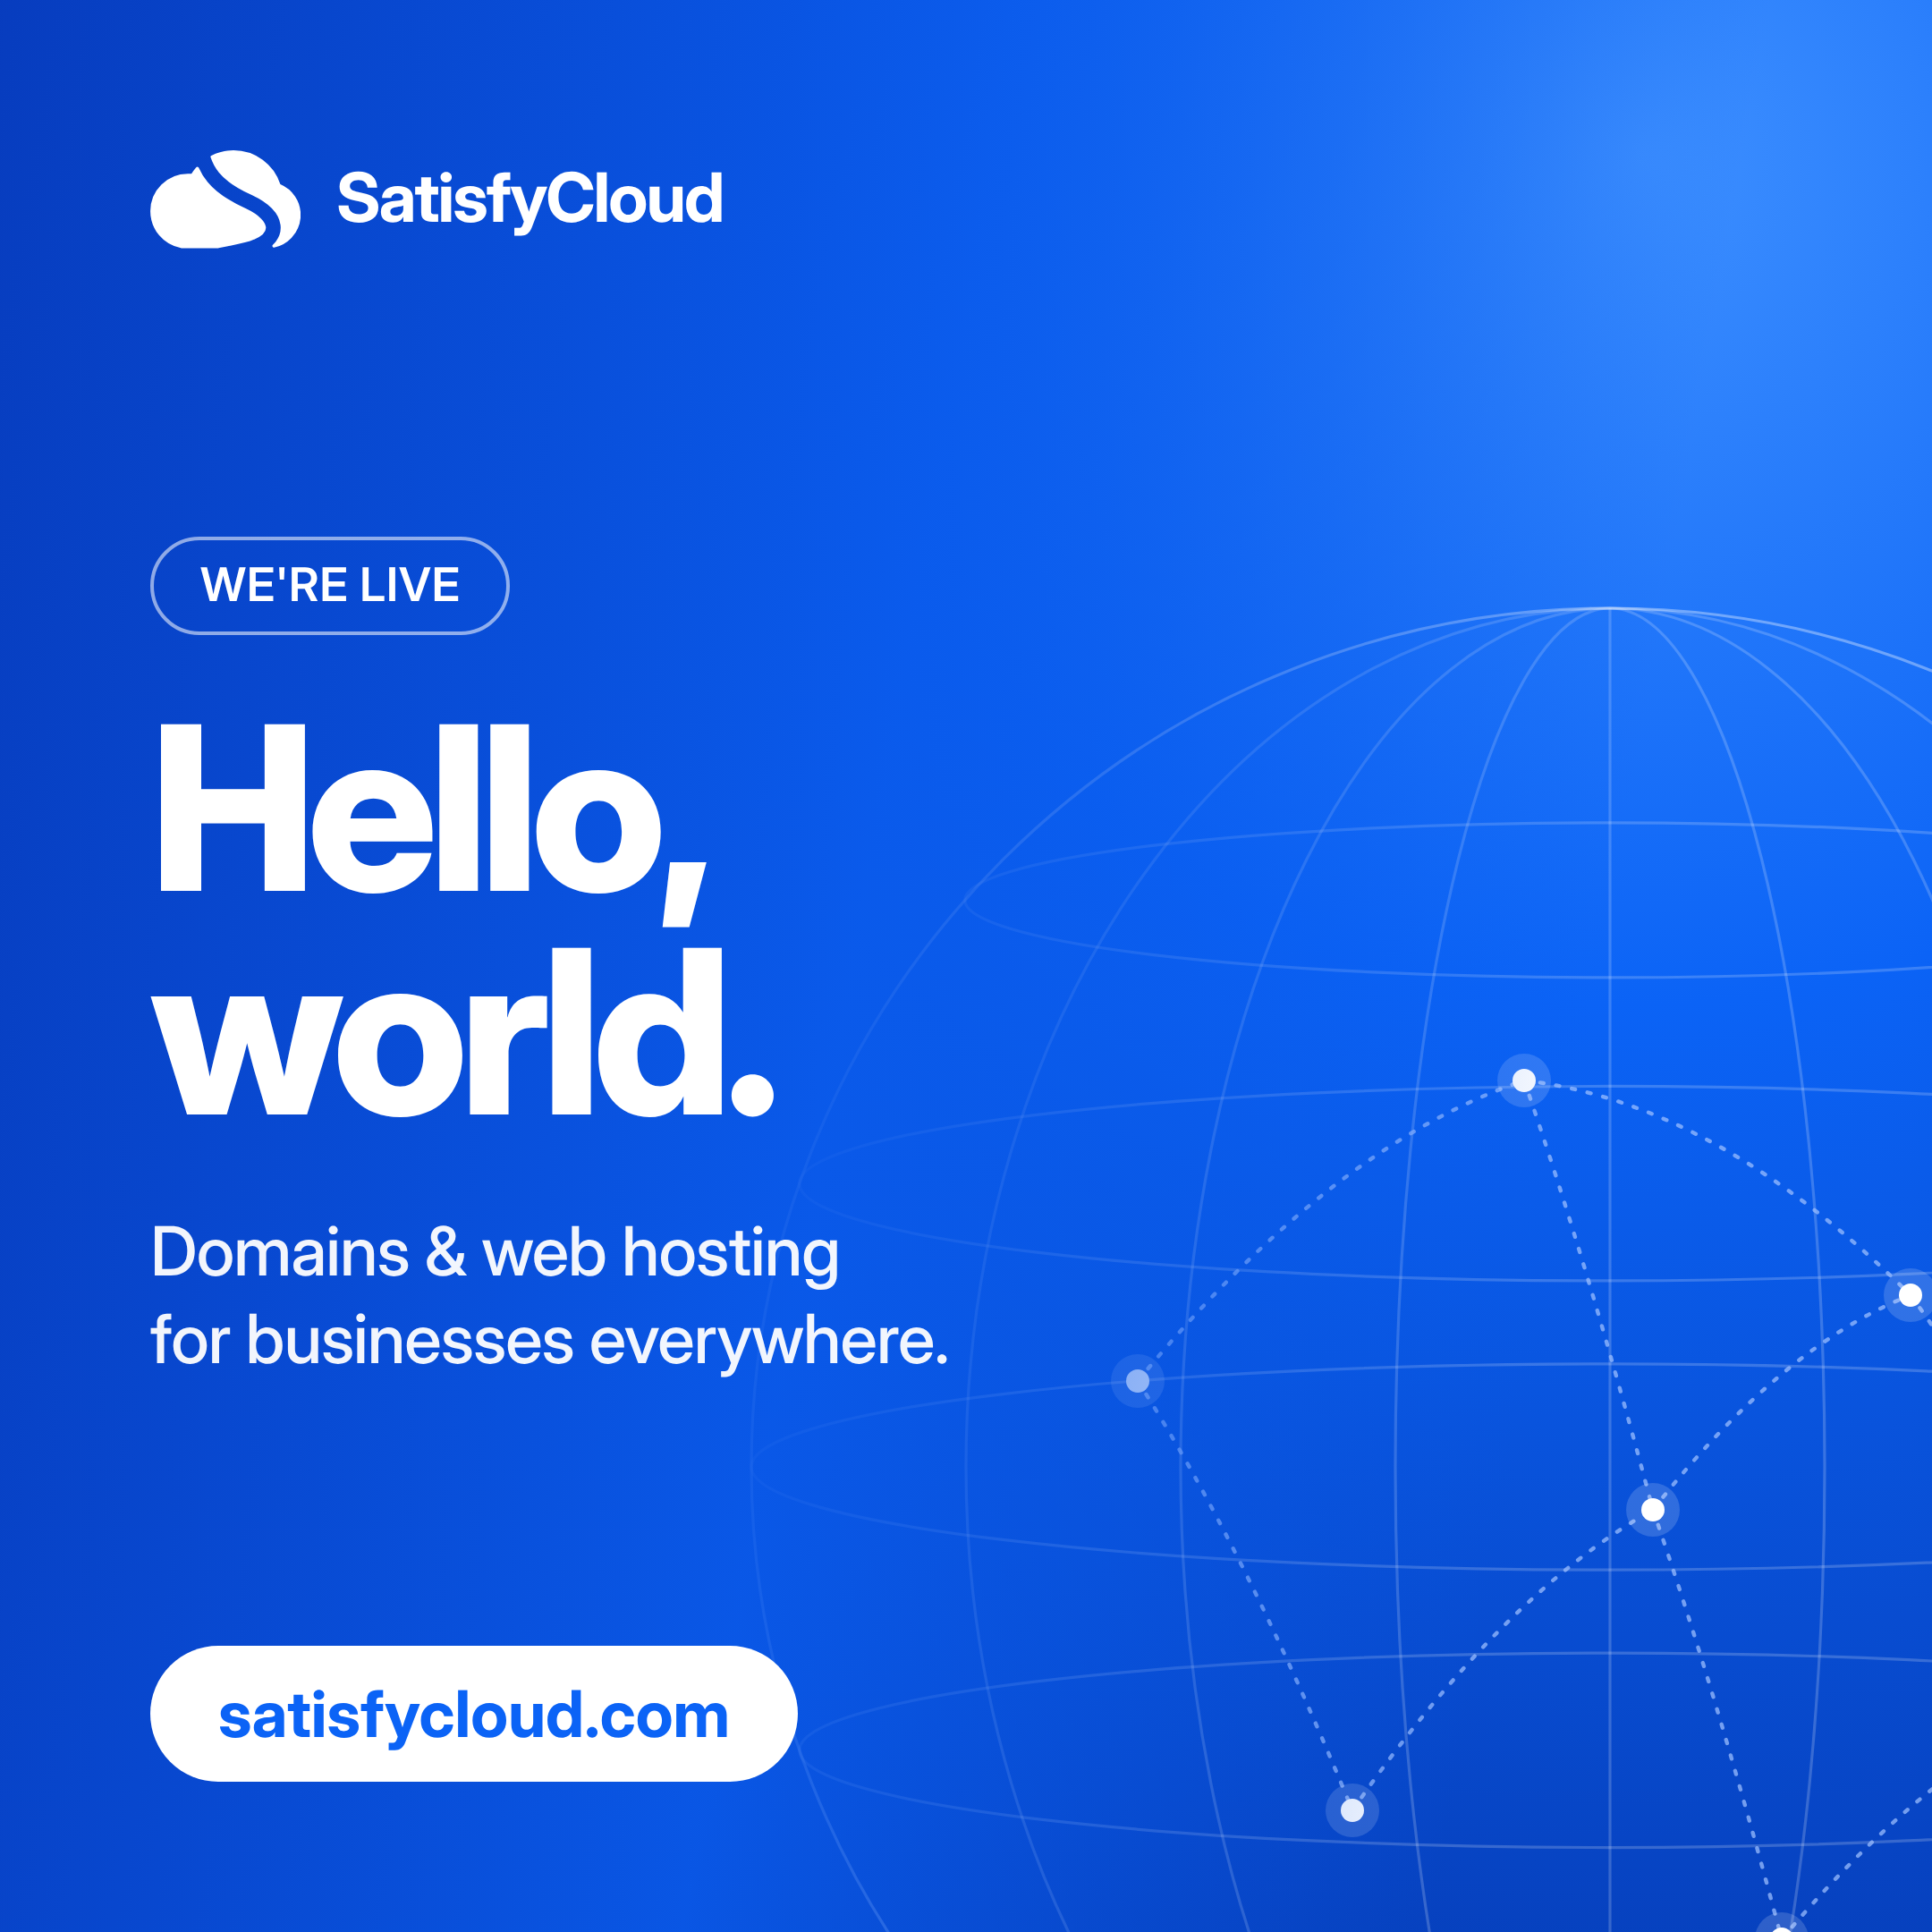 SatisfyCloud
WE'RE LIVE
Hello,
world.
Domains & web hosting
for businesses everywhere.
satisfycloud.com